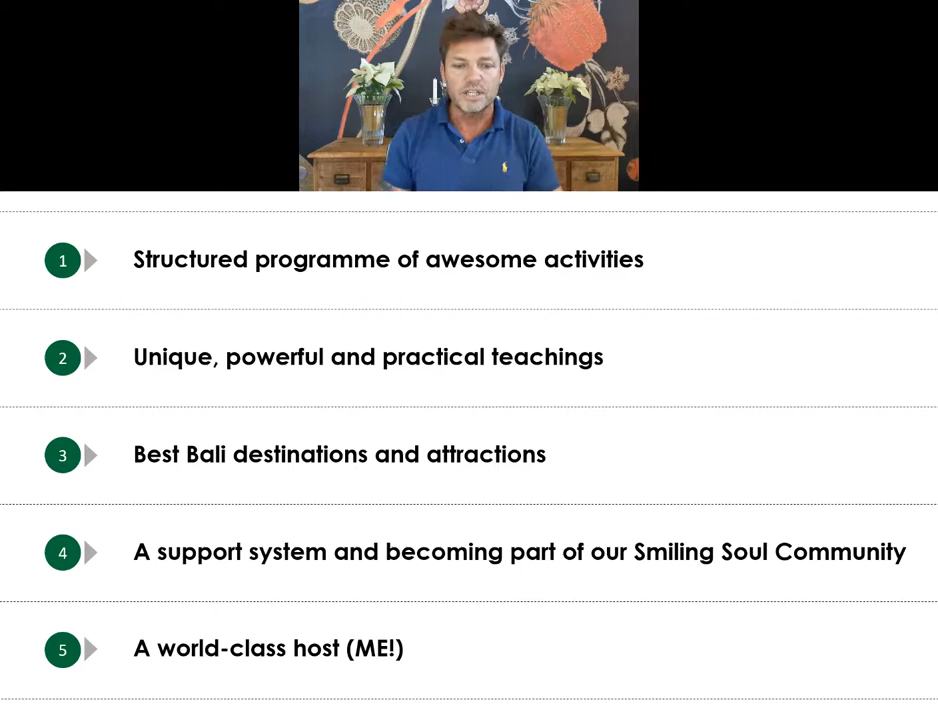 1 Structured programme of awesome activities
2 Unique, powerful and practical teachings
3 Best Bali destinations and attractions
4 A support system and becoming part of our Smiling Soul Community
5 A world-class host (ME!)